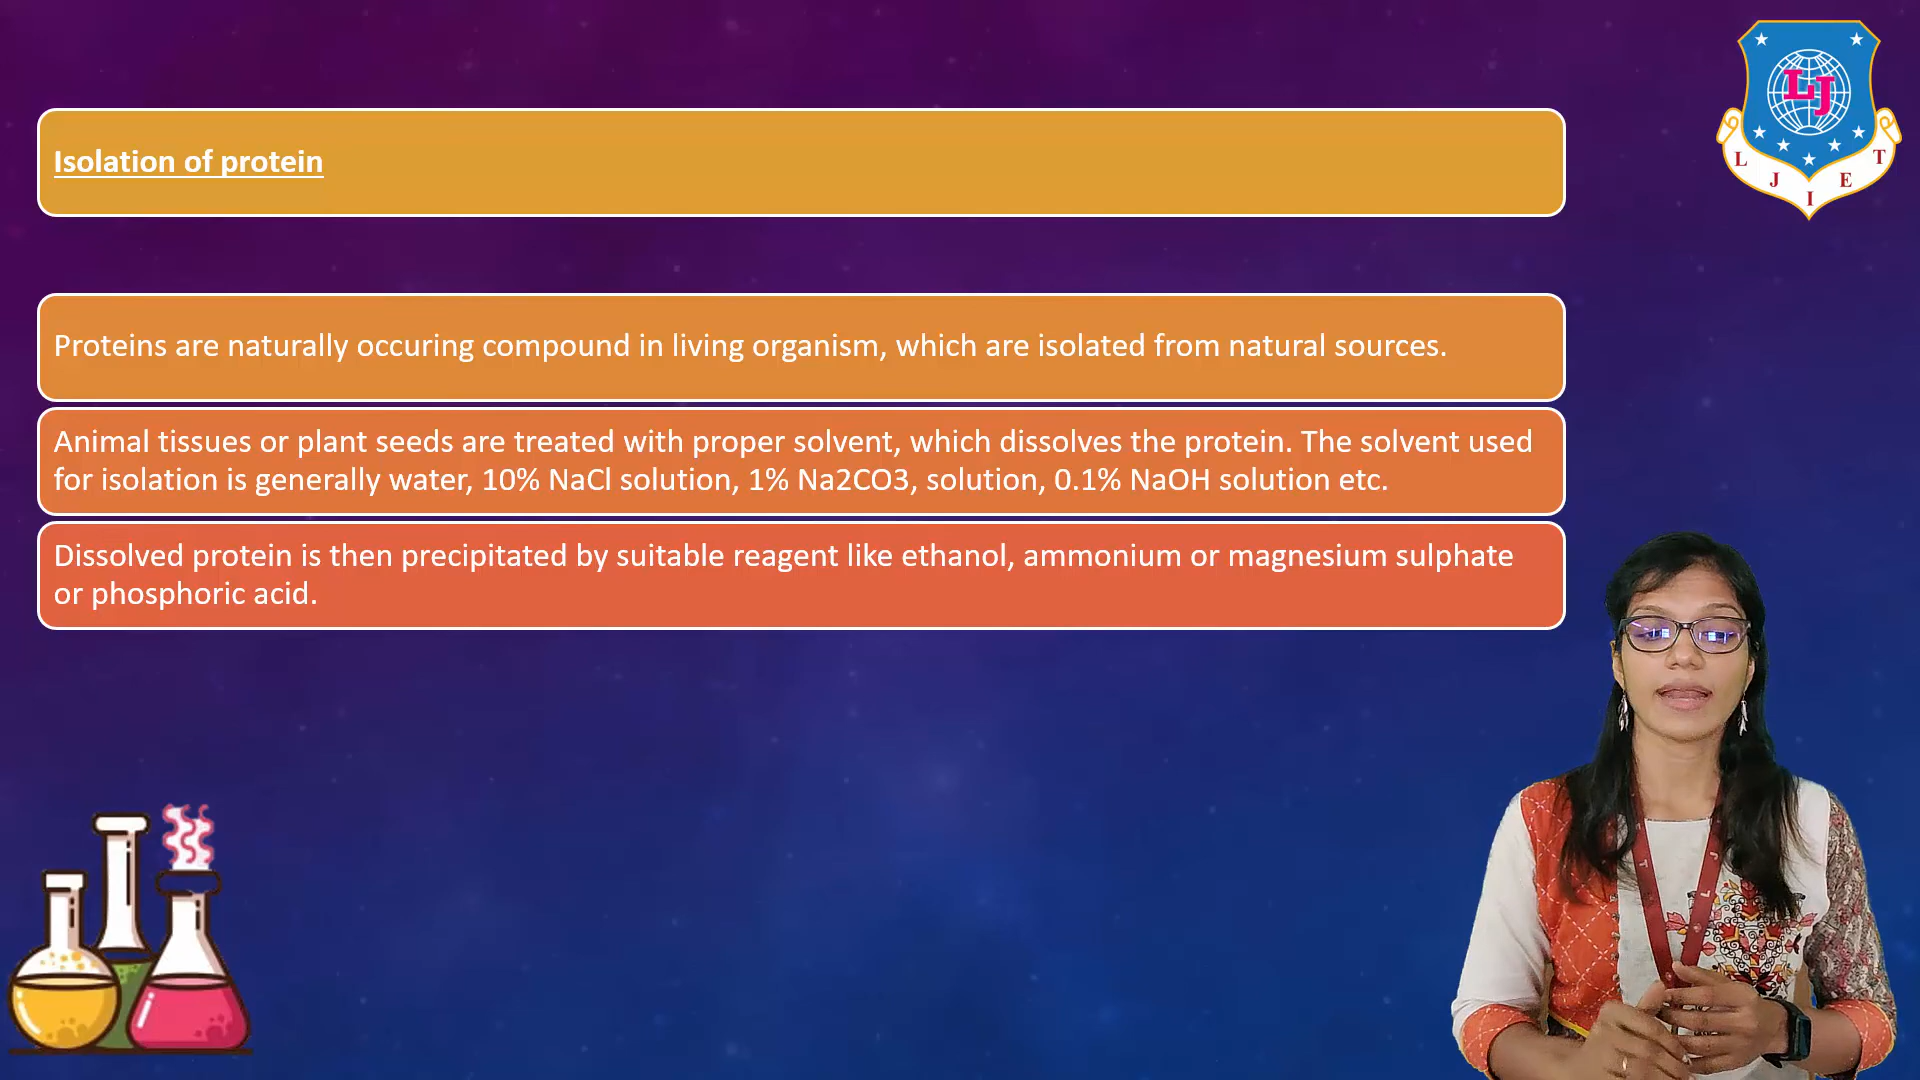 Isolation of protein
Proteins are naturally occuring compound in living organism, which are isolated from natural sources.
Animal tissues or plant seeds are treated with proper solvent, which dissolves the protein. The solvent used
for isolation is generally water, 10% NaCl solution, 1% Na2CO3, solution, 0.1% NaOH solution etc.
Dissolved protein is then precipitated by suitable reagent like ethanol, ammonium or magnesium sulphate
or phosphoric acid.
LJ
L J I E T